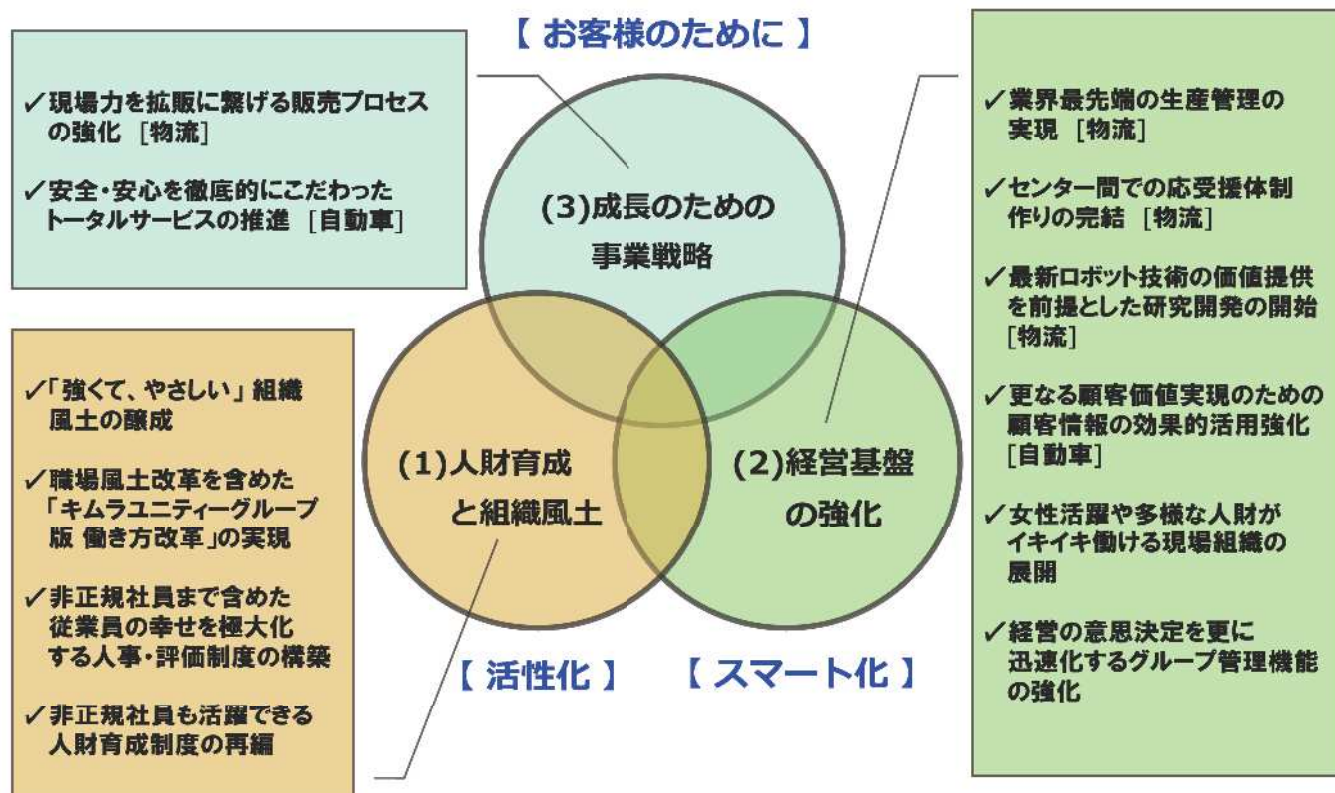 【 お客様のために 】
✓現場力を拡販に繋げる販売プロセス
の強化 [物流]
✓安全・安心を徹底的にこだわった
トータルサービスの推進 [自動車]
(3)成長のための
事業戦略
✓「強くて、やさしい」組織
風土の醸成
✓職場風土改革を含めた
「キムラユニティーグループ
版 働き方改革」の実現
✓非正規社員まで含めた
従業員の幸せを極大化
する人事・評価制度の構築
✓非正規社員も活躍できる
人財育成制度の再編
(1)人財育成
と組織風土
【 活性化 】
(2)経営基盤
の強化
【 スマート化 】
✓業界最先端の生産管理の
実現 [物流]
✓センター間での応受援体制
作りの完結 [物流]
✓最新ロボット技術の価値提供
を前提とした研究開発の開始
[物流]
✓更なる顧客価値実現のための
顧客情報の効果的活用強化
[自動車]
✓女性活躍や多様な人財が
イキイキ働ける現場組織の
展開
✓経営の意思決定を更に
迅速化するグループ管理機能
の強化